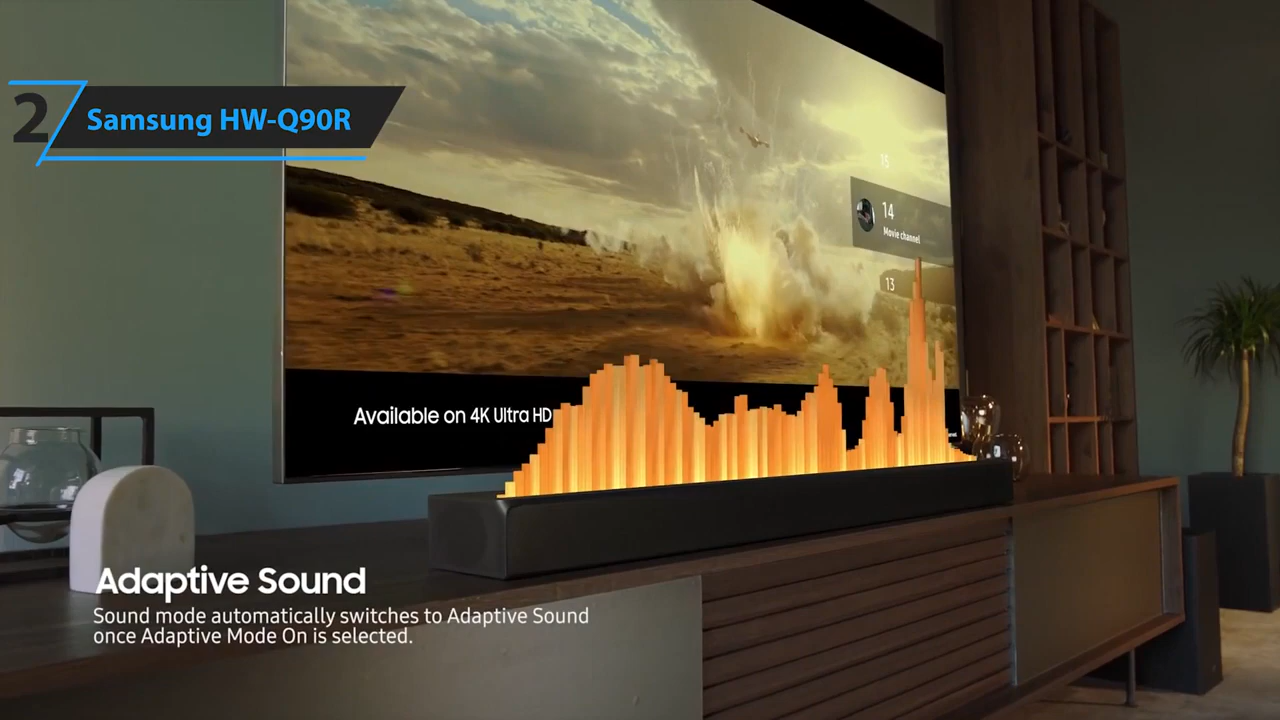 2
Samsung HW-Q90R
15
14
Movie channel
13
Available on 4K Ultra HD
Adaptive Sound
Sound mode automatically switches to Adaptive Sound
once Adaptive Mode On is selected.